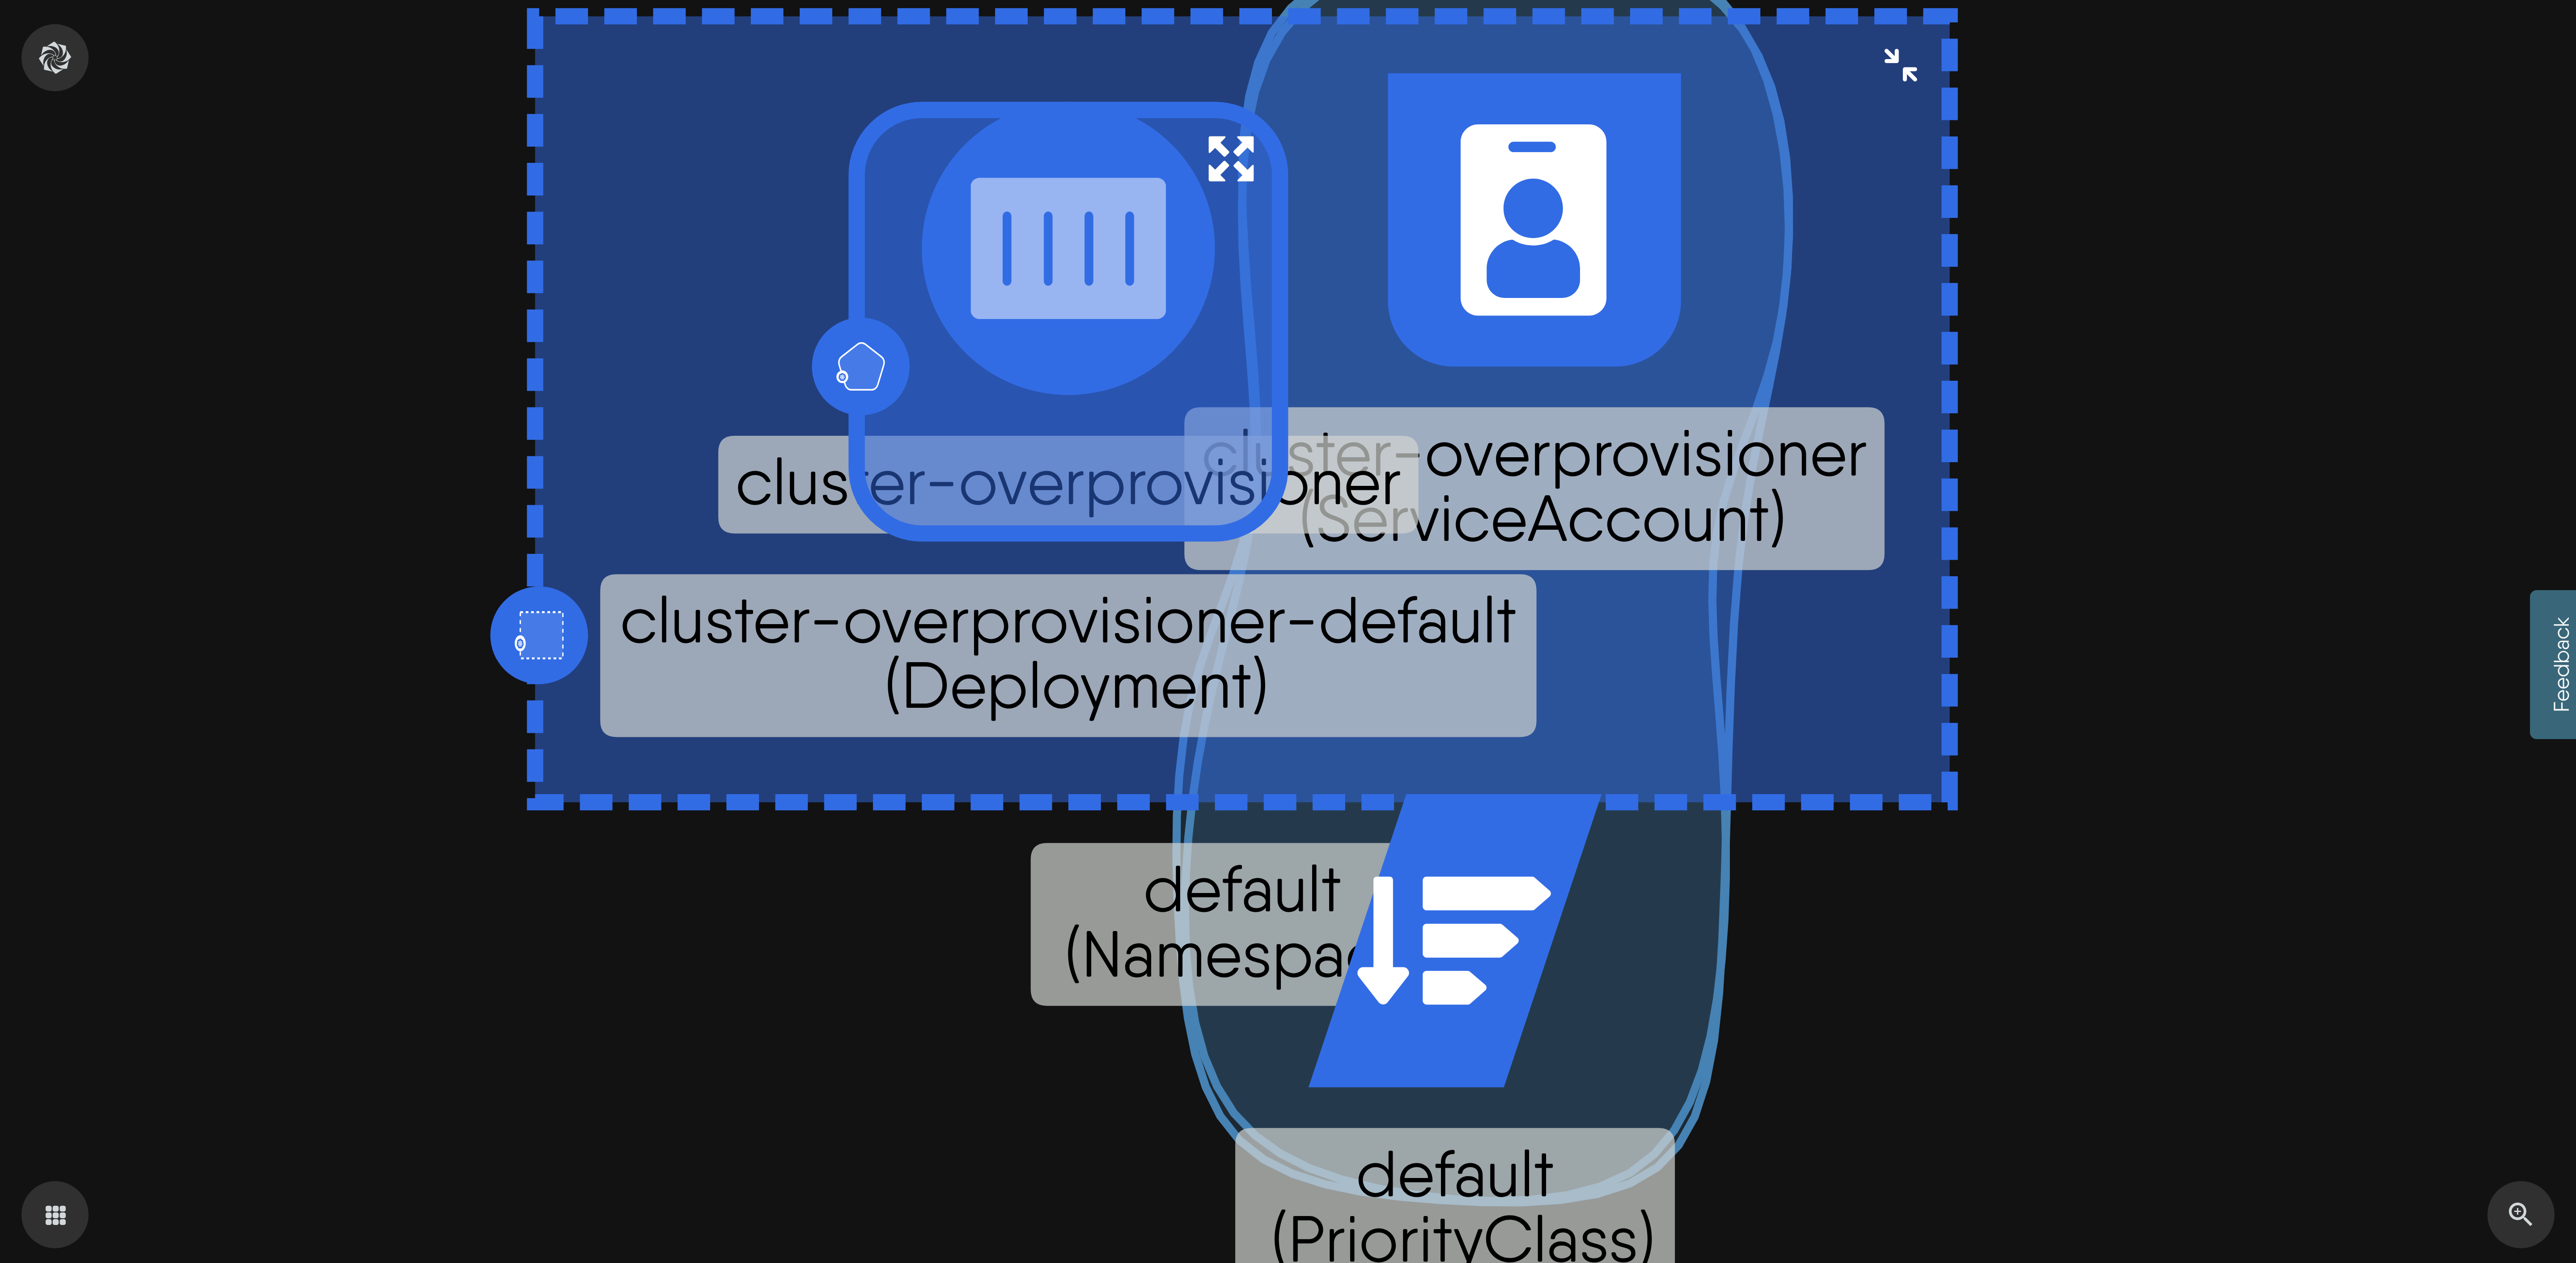 cluster-overprovisioner
(ServiceAccount)
cluster-overprovisioner
cluster-overprovisioner-default
(Deployment)
default
default
(PriorityClass)
Feedback